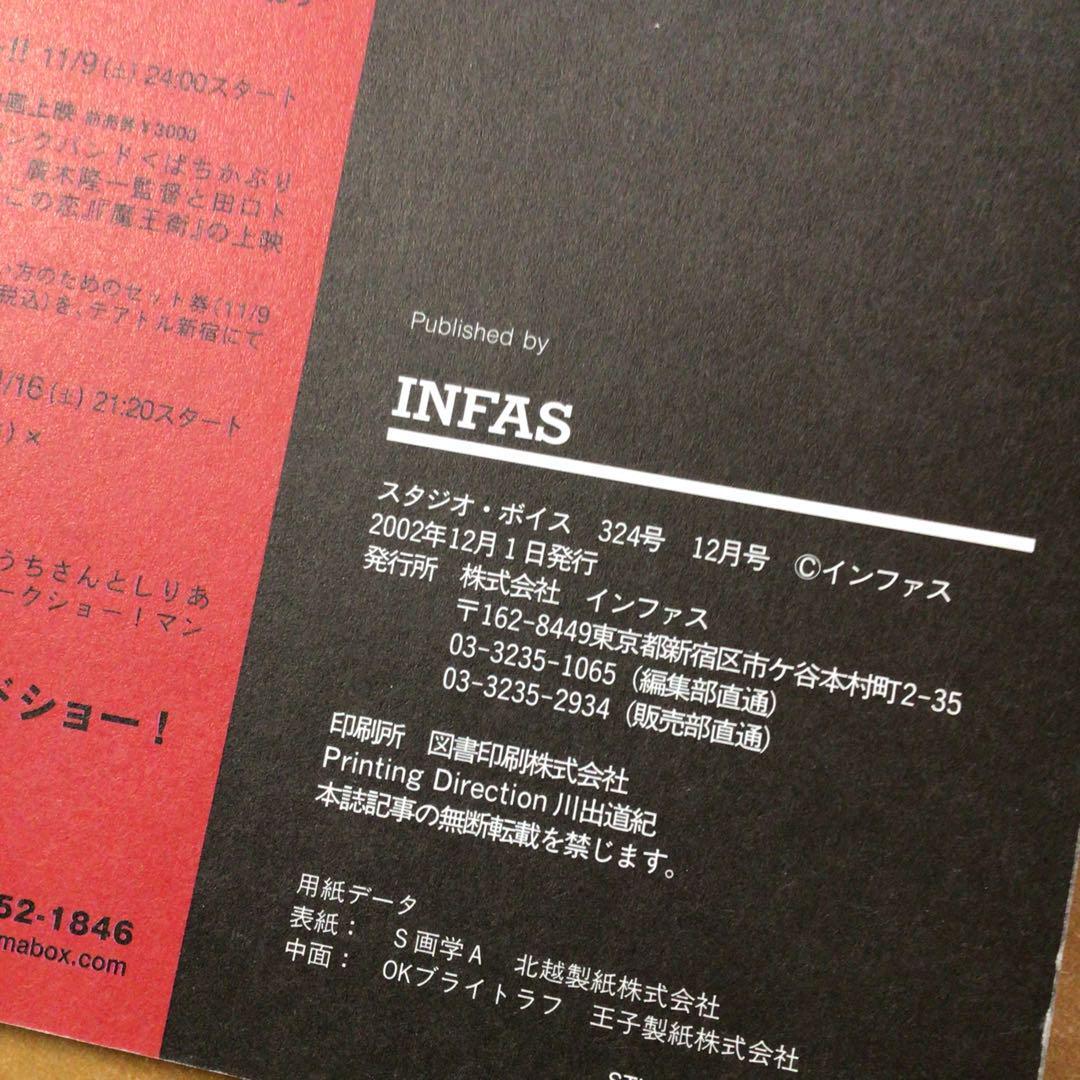 !! 11/9(土)24:00スタート
画上映 前売券¥3000
ンクバンド＜ばちかぶり
廣木隆一監督と田口ト
この恋』『魔王街』の上映
方のためのセット券(11/9
税込)を、テアトル新宿にて
/16(土)21:20スタート
)×
うちさんとしりあ
ークショー!マン
ドショー!
52-1846
mabox.com
Published by
INFAS
スタジオ・ボイス 324号 12月号 ©インファス
2002年12月1日発行
発行所 株式会社 インファス
〒162-8449東京都新宿区市ケ谷本村町2-35
03-3235-1065(編集部直通)
03-3235-2934(販売部直通)
印刷所 図書印刷株式会社
Printing Direction 川出道紀
本誌記事の無断転載を禁じます。
用紙データ
表紙: S画学A 北越製紙株式会社
中面: OKブライトラフ 王子製紙株式会社